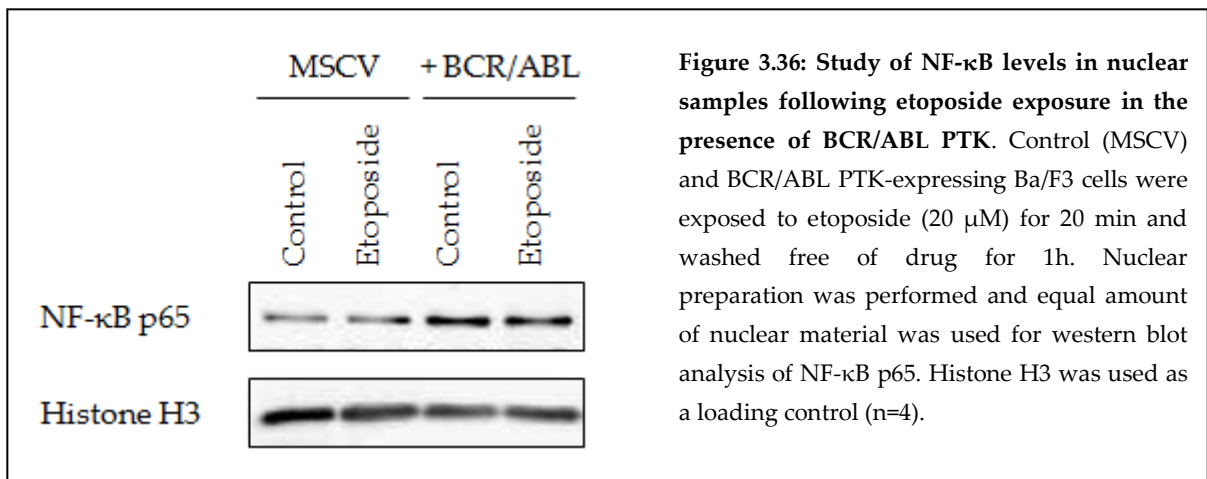 MSCV + BCR/ABL
Control
Etoposide
Control
Etoposide
NF-κB p65
Histone H3
Figure 3.36: Study of NF-κB levels in nuclear
samples following etoposide exposure in the
presence of BCR/ABL PTK. Control (MSCV)
and BCR/ABL PTK-expressing Ba/F3 cells were
exposed to etoposide (20 μM) for 20 min and
washed free of drug for 1h. Nuclear
preparation was performed and equal amount
of nuclear material was used for western blot
analysis of NF-κB p65. Histone H3 was used as
a loading control (n=4).